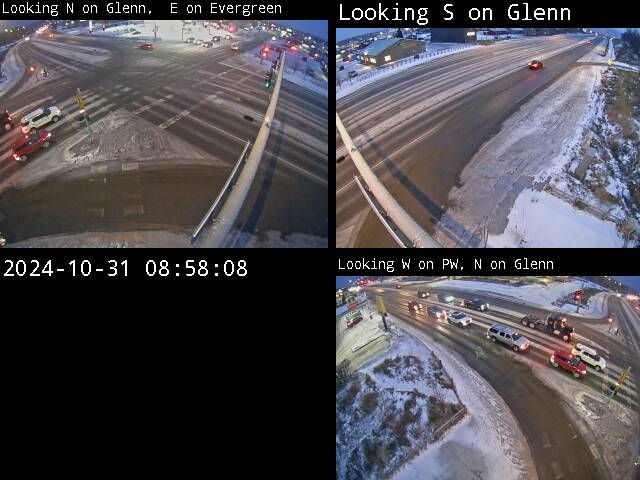 Looking N on Glenn,  E on Evergreen
Looking S on Glenn
2024-10-31 08:58:08
Looking W on PW, N on Glenn